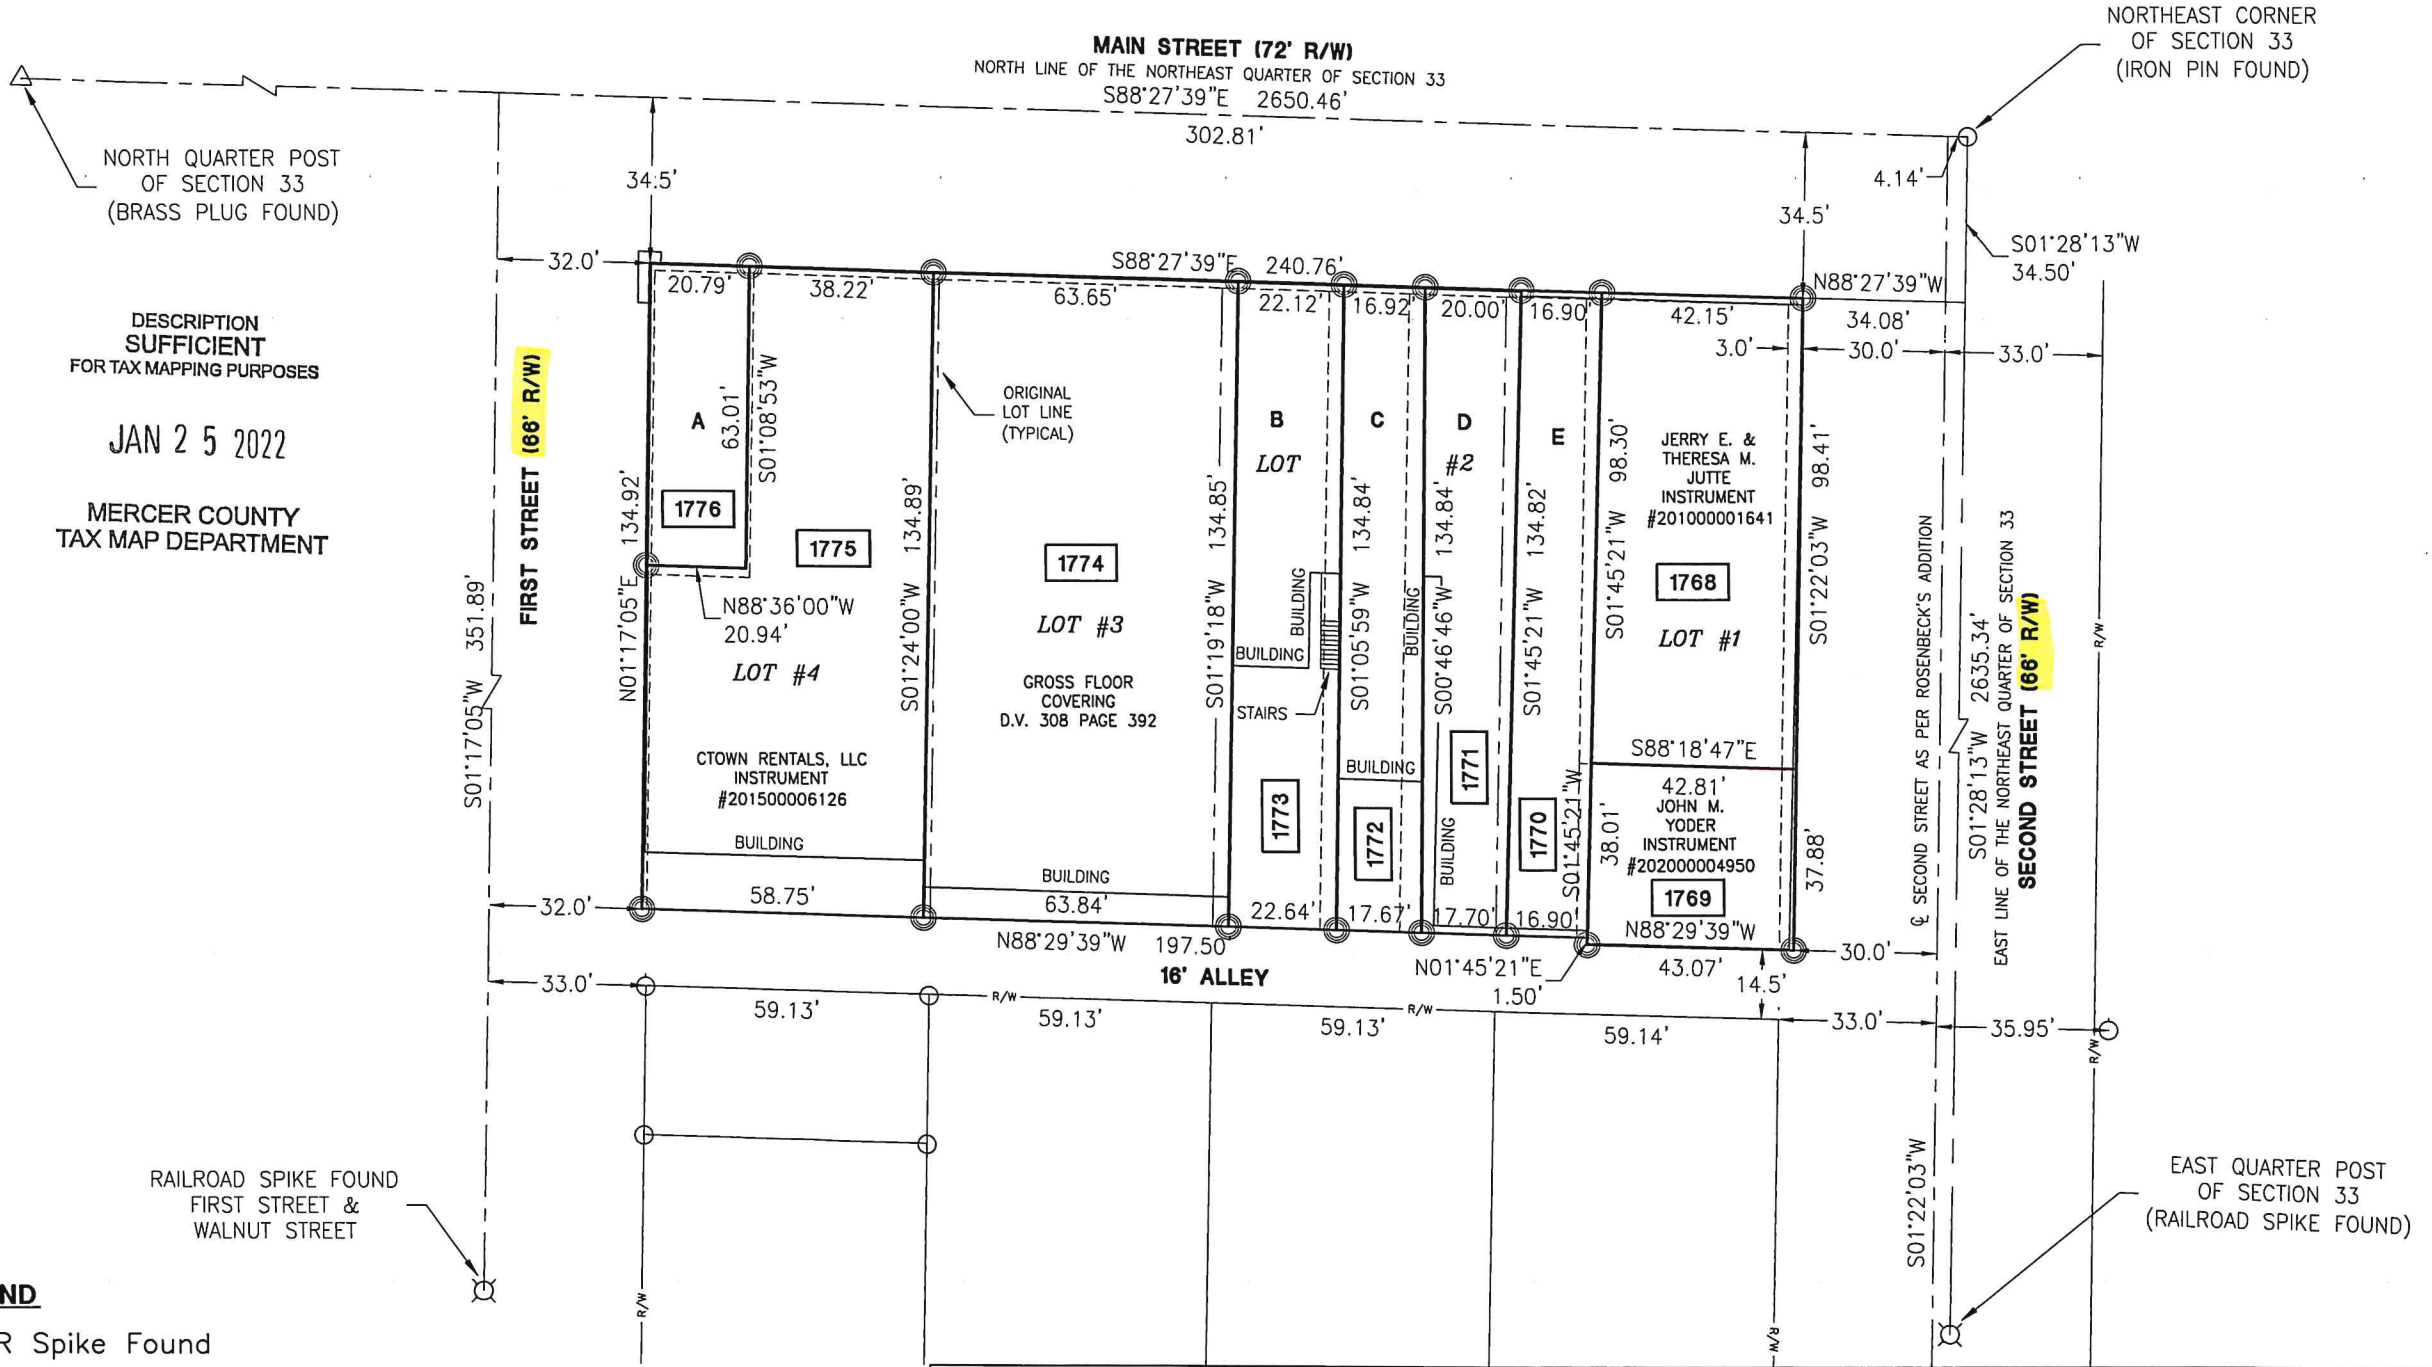 MAIN STREET (72' R/W)
NORTH LINE OF THE NORTHEAST QUARTER OF SECTION 33
S88°27'39"E 2650.46'
302.81'
NORTHEAST CORNER
OF SECTION 33
(IRON PIN FOUND)
NORTH QUARTER POST
OF SECTION 33
(BRASS PLUG FOUND)
34.5'
34.5'
4.14'
S01°28'13"W
34.50'
32.0'
S88°27'39"E 240.76'
N88°27'39"W
34.08'
20.79'
38.22'
63.65'
22.12'
16.92'
20.00'
16.90'
42.15'
3.0'
30.0'
33.0'
DESCRIPTION
SUFFICIENT
FOR TAX MAPPING PURPOSES
JAN 25 2022
MERCER COUNTY
TAX MAP DEPARTMENT
FIRST STREET (66' R/W)
S01°17'05"W 351.89'
N01°17'05"E 134.92'
A
63.01'
S01°08'53"W
1776
1775
N88°36'00"W
20.94'
LOT #4
CTOWN RENTALS, LLC
INSTRUMENT
#201500006126
BUILDING
58.75'
S01°24'00"W 134.89'
ORIGINAL
LOT LINE
(TYPICAL)
1774
LOT #3
GROSS FLOOR
COVERING
D.V. 308 PAGE 392
BUILDING
63.84'
S01°19'18"W 134.85'
B
LOT
BUILDING
BUILDING
STAIRS
1773
22.64'
C
S01°05'59"W 134.84'
BUILDING
BUILDING
1772
17.67'
D
#2
S00°46'46"W 134.84'
1771
BUILDING
17.70'
E
S01°45'21"W 134.82'
1770
S01°45'21"W
38.01'
16.90'
S01°45'21"W 98.30'
JERRY E. &
THERESA M.
JUTTE
INSTRUMENT
#201000001641
1768
LOT #1
S01°22'03"W 98.41'
S88°18'47"E
42.81'
JOHN M.
YODER
INSTRUMENT
#202000004950
1769
37.88'
N88°29'39"W
43.07'
℄ SECOND STREET AS PER ROSENBECK'S ADDITION
S01°28'13"W 2635.34'
EAST LINE OF THE NORTHEAST QUARTER OF SECTION 33
SECOND STREET (66' R/W)
R/W
32.0'
N88°29'39"W 197.50'
N01°45'21"E
1.50'
14.5'
30.0'
16' ALLEY
33.0'
59.13'
R/W
59.13'
59.13'
R/W
59.14'
33.0'
35.95'
R/W
S01°22'03"W
RAILROAD SPIKE FOUND
FIRST STREET &
WALNUT STREET
EAST QUARTER POST
OF SECTION 33
(RAILROAD SPIKE FOUND)
R/W
R/W
ND
R Spike Found